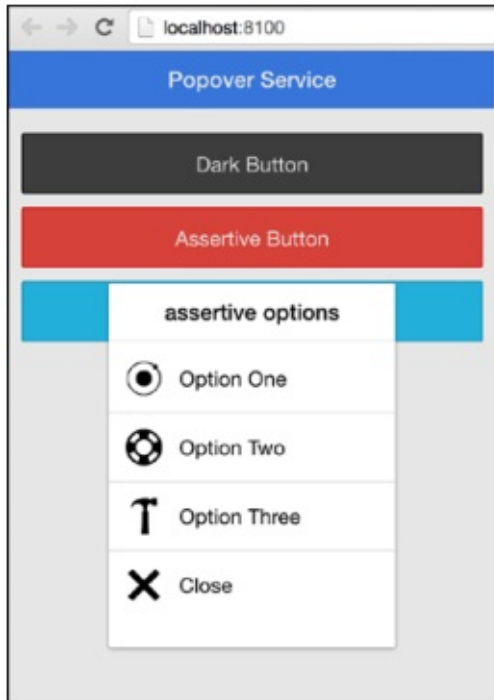 localhost:8100
Popover Service
Dark Button
Assertive Button
assertive options
Option One
Option Two
Option Three
Close